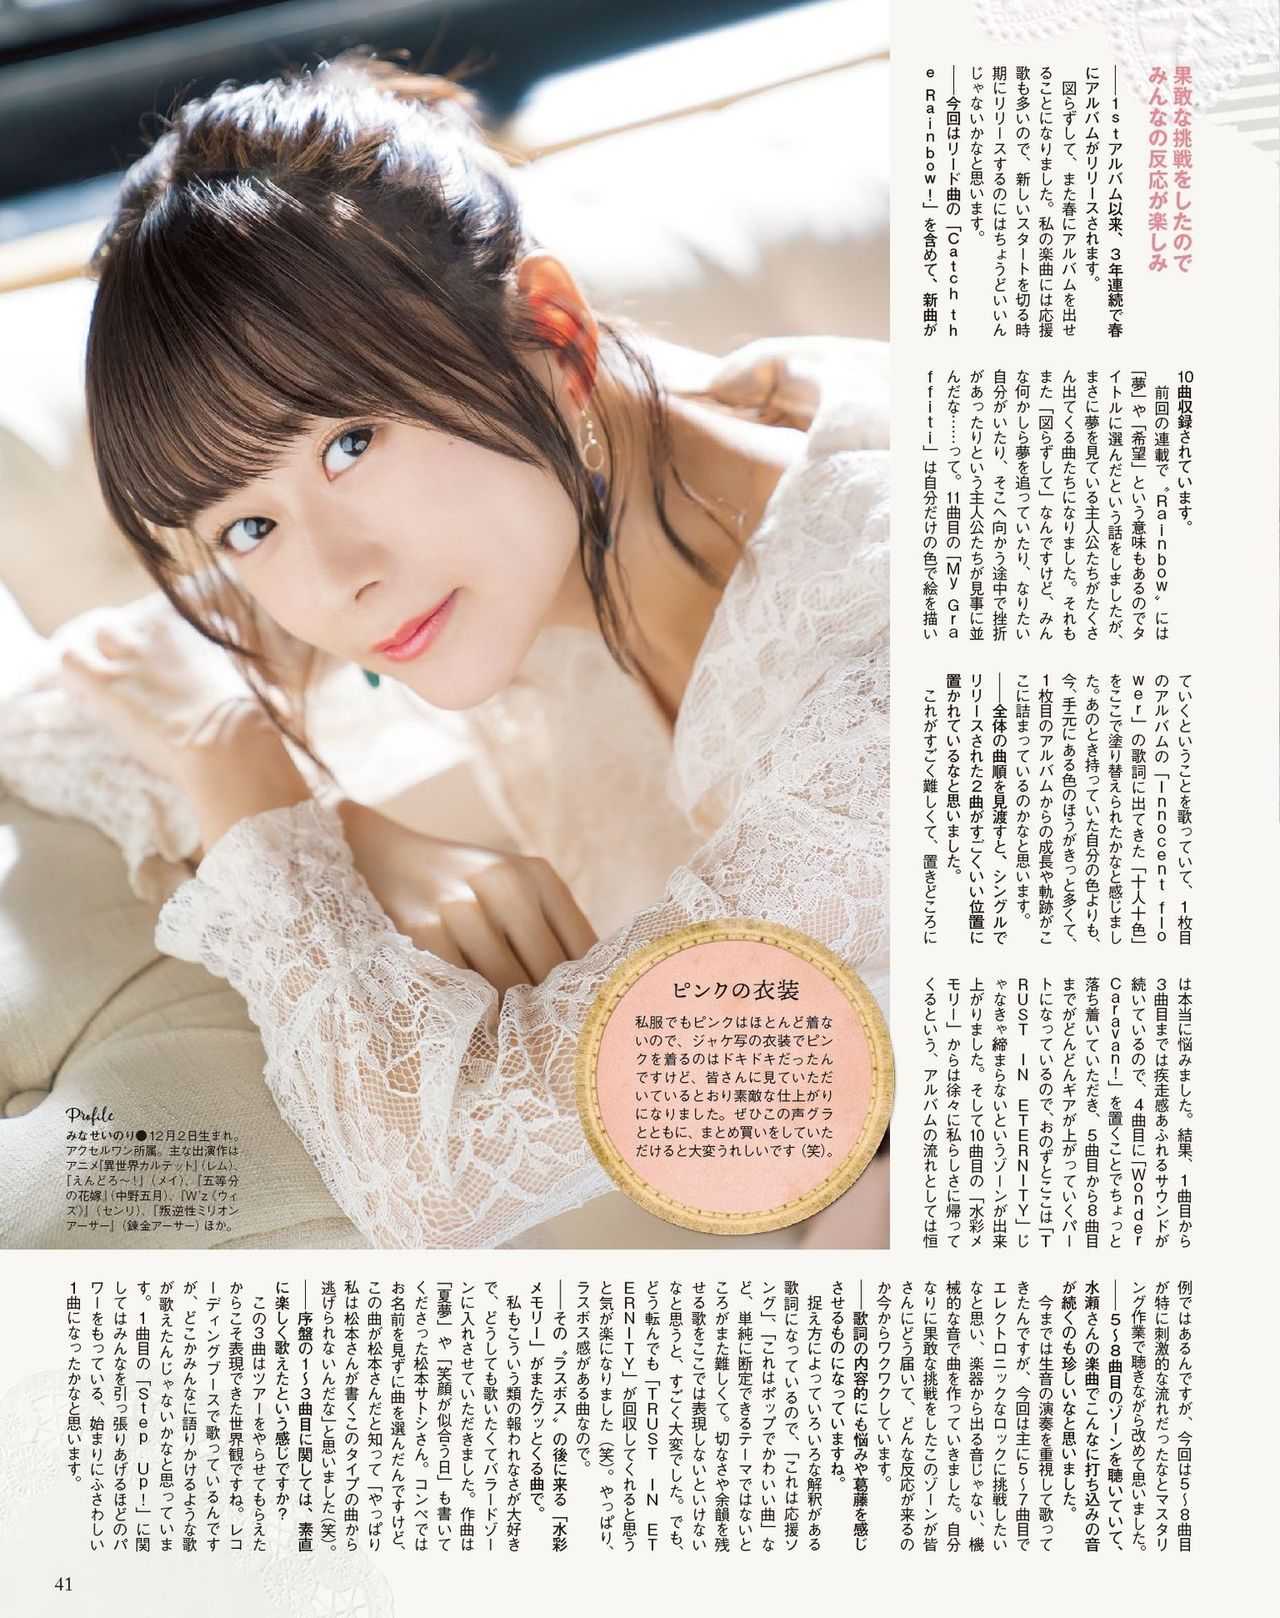 果敢な挑戦をしたので
みんなの反応が楽しみ
――1stアルバム以来、3年連続で春
にアルバムがリリースされます。
図らずして、また春にアルバムを出せ
ることになりました。私の楽曲には応援
歌も多いので、新しいスタートを切る時
期にリリースするのにはちょうどいいん
じゃないかなと思います。
――今回はリード曲の「Catch th
e Rainbow!」を含めて、新曲が
10曲収録されています。
前回の連載で〝Rainbow〟には
「夢」や「希望」という意味もあるのでタ
イトルに選んだという話をしましたが、
まさに夢を見ている主人公たちがたくさ
ん出てくる曲たちになりました。それも
また「図らずして」なんですけど、みん
な何かしら夢を追っていたり、なりたい
自分がいたり、そこへ向かう途中で挫折
があったりという主人公たちが見事に並
んだな……って。11曲目の「My Gra
ffiti」は自分だけの色で絵を描い
ていくということを歌っていて、1枚目
のアルバムの「Innocent flo
wer」の歌詞に出てきた「十人十色」
をここで塗り替えられたかなと感じまし
た。あのとき持っていた自分の色よりも、
今、手元にある色のほうがきっと多くて、
1枚目のアルバムからの成長や軌跡がこ
こに詰まっているのかなと思います。
――全体の曲順を見渡すと、シングルで
リリースされた2曲がすごくいい位置に
置かれているなと思いました。
これがすごく難しくて、置きどころに
は本当に悩みました。結果、1曲目から
3曲目までは疾走感あふれるサウンドが
続いているので、4曲目に「Wonder
Caravan!」を置くことでちょっと
落ち着いていただき、5曲目から8曲目
までがどんどんギアが上がっていくパー
トになっているので、おのずとここは「T
RUST IN ETERNITY」じ
ゃなきゃ締まらないというゾーンが出来
上がりました。そして10曲目の「水彩メ
モリー」からは徐々に私らしさに帰って
くるという、アルバムの流れとしては恒
例ではあるんですが、今回は5～8曲目
が特に刺激的な流れだったなとマスタリ
ング作業で聴きながら改めて思いました。
――5～8曲目のゾーンを聴いていて、
水瀬さんの楽曲でこんなに打ち込みの音
が続くのも珍しいなと思いました。
今までは生音の演奏を重視して歌って
きたんですが、今回は主に5～7曲目で
エレクトロニックなロックに挑戦したい
なと思い、楽器から出る音じゃない、機
械的な音で曲を作っていきました。自分
なりに果敢な挑戦をしたこのゾーンが皆
さんにどう届いて、どんな反応が来るの
か今からワクワクしています。
――歌詞の内容的にも悩みや葛藤を感じ
させるものになっていますね。
捉え方によっていろいろな解釈がある
歌詞になっているので、「これは応援ソ
ング」、「これはポップでかわいい曲」な
ど、単純に断定できるテーマではないと
ころがまた難しくて。切なさや余韻を残
せる歌をここでは表現しないといけない
なと思うと、すごく大変でした。でも、
どう転んでも「TRUST IN ET
ERNITY」が回収してくれると思う
と気が楽になりました(笑)。やっぱり、
ラスボス感がある曲なので。
――その〝ラスボス〟の後に来る「水彩
メモリー」がまたグッとくる曲で。
私もこういう類の報われなさが大好き
で、どうしても歌いたくてバラードゾー
ンに入れさせていただきました。作曲は
「夏夢」や「笑顔が似合う日」も書いて
くださった松本サトシさん。コンペでは
お名前を見ずに曲を選んだんですけど、
この曲が松本さんだと知って「やっぱり
私は松本さんが書くこのタイプの曲から
逃げられないんだな」と思いました(笑)。
――序盤の1～3曲目に関しては、素直
に楽しく歌えたという感じですか?
この3曲はツアーをやらせてもらえた
からこそ表現できた世界観ですね。レコ
ーディングブースで歌っているんです
が、どこかみんなに語りかけるような歌
が歌えたんじゃないかなと思っていま
す。1曲目の「Step Up!」に関
してはみんなを引っ張りあげるほどのパ
ワーをもっている、始まりにふさわしい
1曲になったかなと思います。
ピンクの衣装
私服でもピンクはほとんど着な
いので、ジャケ写の衣装でピン
クを着るのはドキドキだったん
ですけど、皆さんに見ていただ
いているとおり素敵な仕上がり
になりました。ぜひこの声グラ
とともに、まとめ買いをしていた
だけると大変うれしいです(笑)。
Profile
みなせいのり●12月2日生まれ。
アクセルワン所属。主な出演作は
アニメ『異世界カルテット』(レム)、
『えんどろ~!』(メイ)、『五等分
の花嫁』(中野五月)、『W'z《ウィ
ズ》』(センリ)、『叛逆性ミリオン
アーサー』(錬金アーサー)ほか。
41